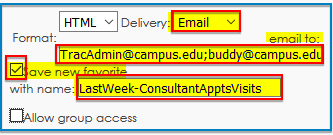 HTML Delivery: Email
Format: email to:
TracAdmin@campus.edu;buddy@campus.edu
Save new favorite
with name: LastWeek-ConsultantApptsVisits
Allow group access